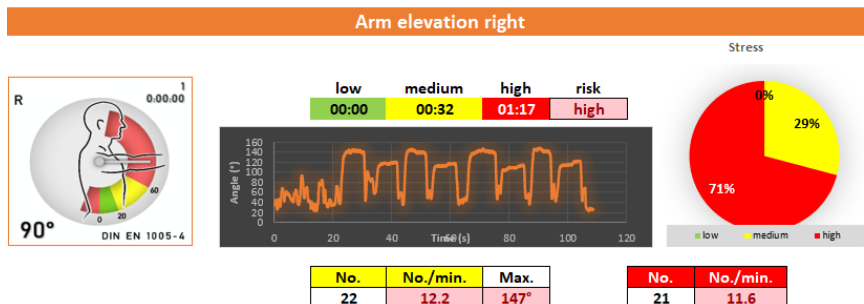 Arm elevation right
Stress
R
1
0:00:00
60
20
0
90°
DIN EN 1005-4
low medium high risk
00:00 00:32 01:17 high
Angle (°)
160
140
120
100
80
60
40
20
0
0 20 40 60 80 100 120
Time (s)
0%
29%
71%
low medium high
No. No./min. Max.
22 12.2 147°
No. No./min.
21 11.6